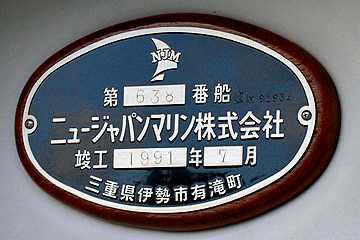 NJM
第 638 番船
ニュージャパンマリン株式会社
竣工 1991 年 7 月
三重県伊勢市有滝町